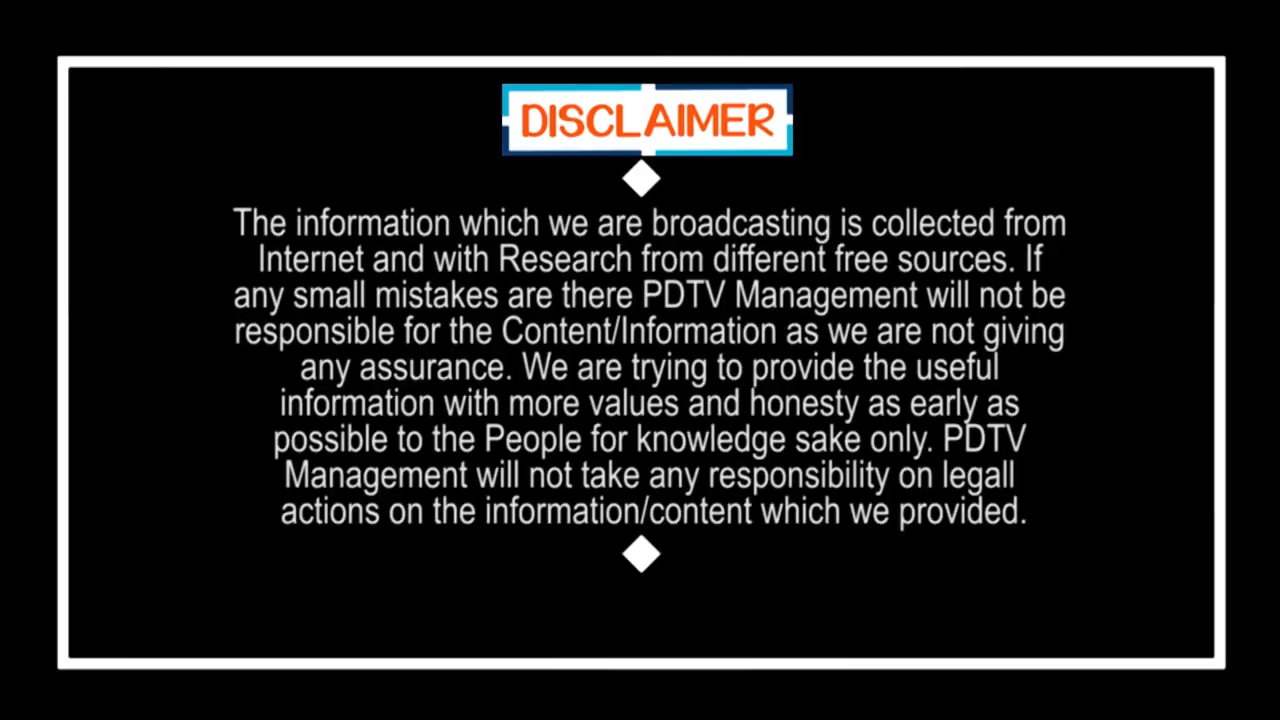 DISCLAIMER
The information which we are broadcasting is collected from
Internet and with Research from different free sources. If
any small mistakes are there PDTV Management will not be
responsible for the Content/Information as we are not giving
any assurance. We are trying to provide the useful
information with more values and honesty as early as
possible to the People for knowledge sake only. PDTV
Management will not take any responsibility on legall
actions on the information/content which we provided.